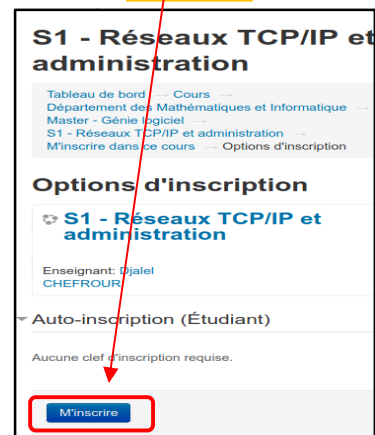 S1 - Réseaux TCP/IP et
administration
Tableau de bord → Cours →
Département des Mathématiques et Informatique →
Master - Génie logiciel →
S1 - Réseaux TCP/IP et administration →
M'inscrire dans ce cours → Options d'inscription
Options d'inscription
S1 - Réseaux TCP/IP et
administration
Enseignant: Djalel
CHEFROUR
Auto-inscription (Étudiant)
Aucune clef d'inscription requise.
M'inscrire